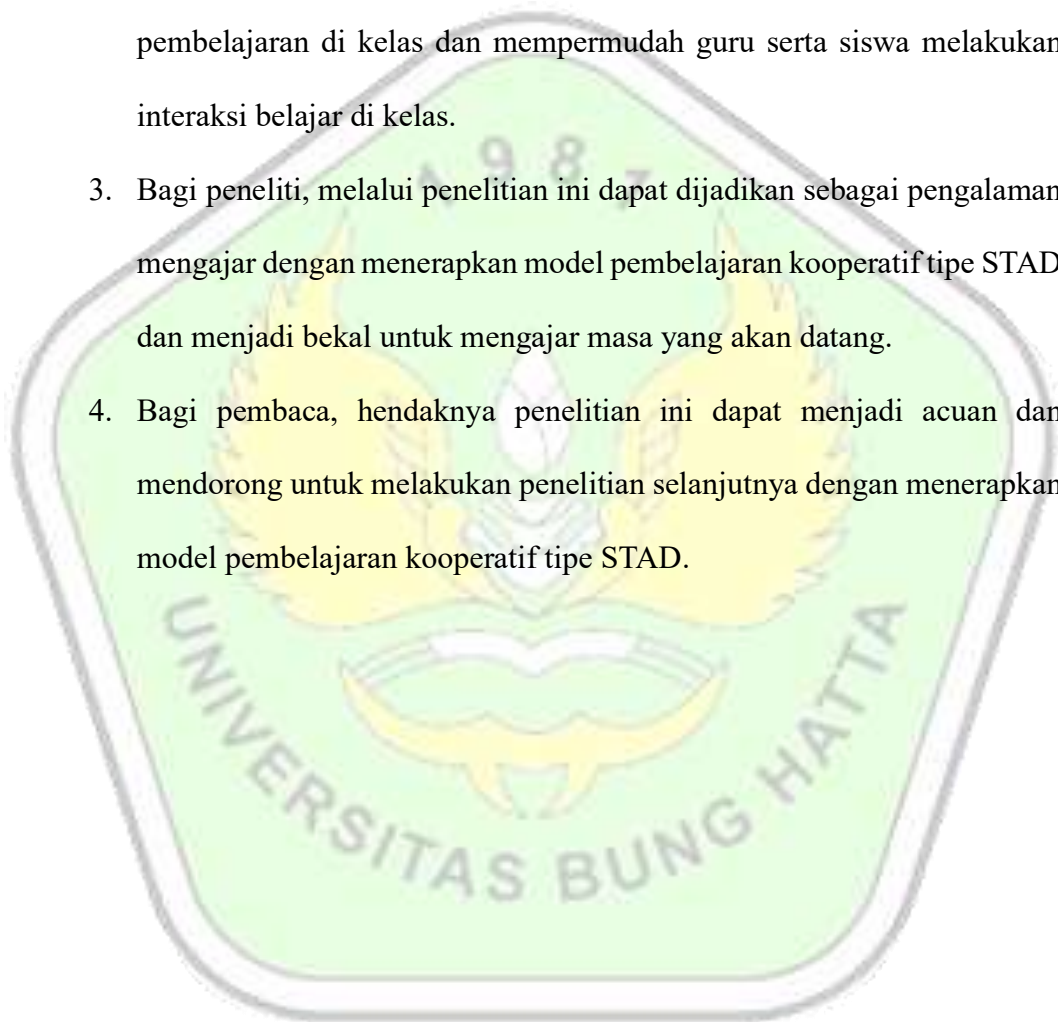 pembelajaran di kelas dan mempermudah guru serta siswa melakukan
interaksi belajar di kelas.
3. Bagi peneliti, melalui penelitian ini dapat dijadikan sebagai pengalaman
mengajar dengan menerapkan model pembelajaran kooperatif tipe STAD
dan menjadi bekal untuk mengajar masa yang akan datang.
4. Bagi pembaca, hendaknya penelitian ini dapat menjadi acuan dan
mendorong untuk melakukan penelitian selanjutnya dengan menerapkan
model pembelajaran kooperatif tipe STAD.
UNIVERSITAS BUNG HATTA